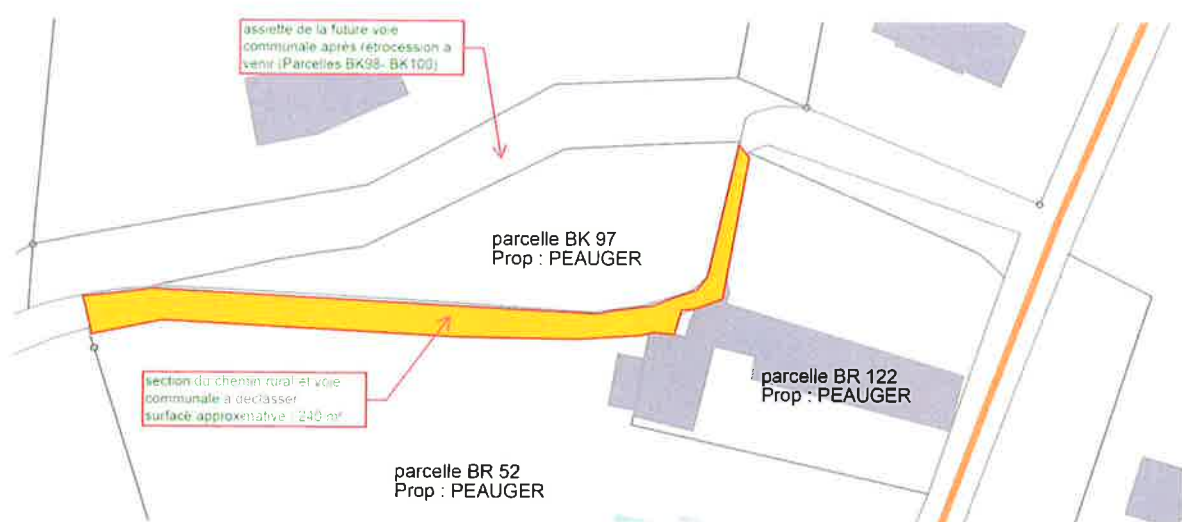 assiette de la future voie
communale après rétrocession a
venir (Parcelles BK98- BK100)
parcelle BK 97
Prop : PEAUGER
section du chemin rural et voie
communale a declasser
surface approximative : 240 m²
parcelle BR 122
Prop : PEAUGER
parcelle BR 52
Prop : PEAUGER